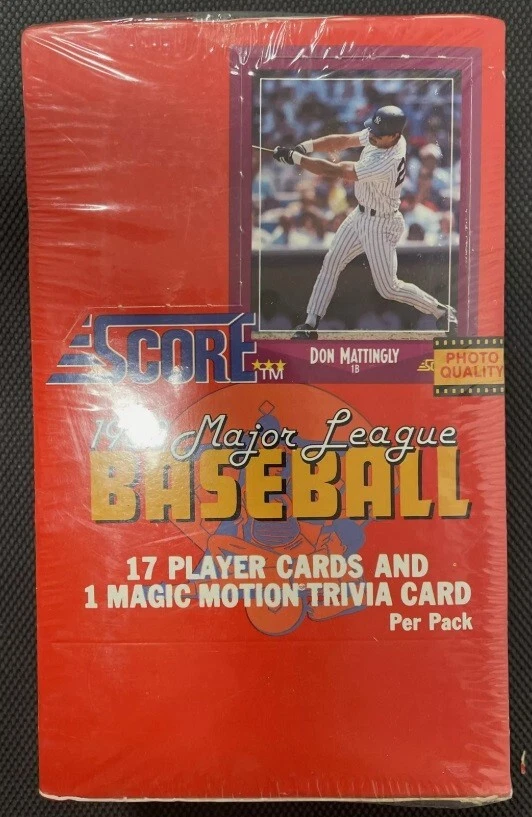 SCORE
TM
DON MATTINGLY
1B
PHOTO
QUALITY
Major League
BASEBALL
17 PLAYER CARDS AND
1 MAGIC MOTION TRIVIA CARD
Per Pack